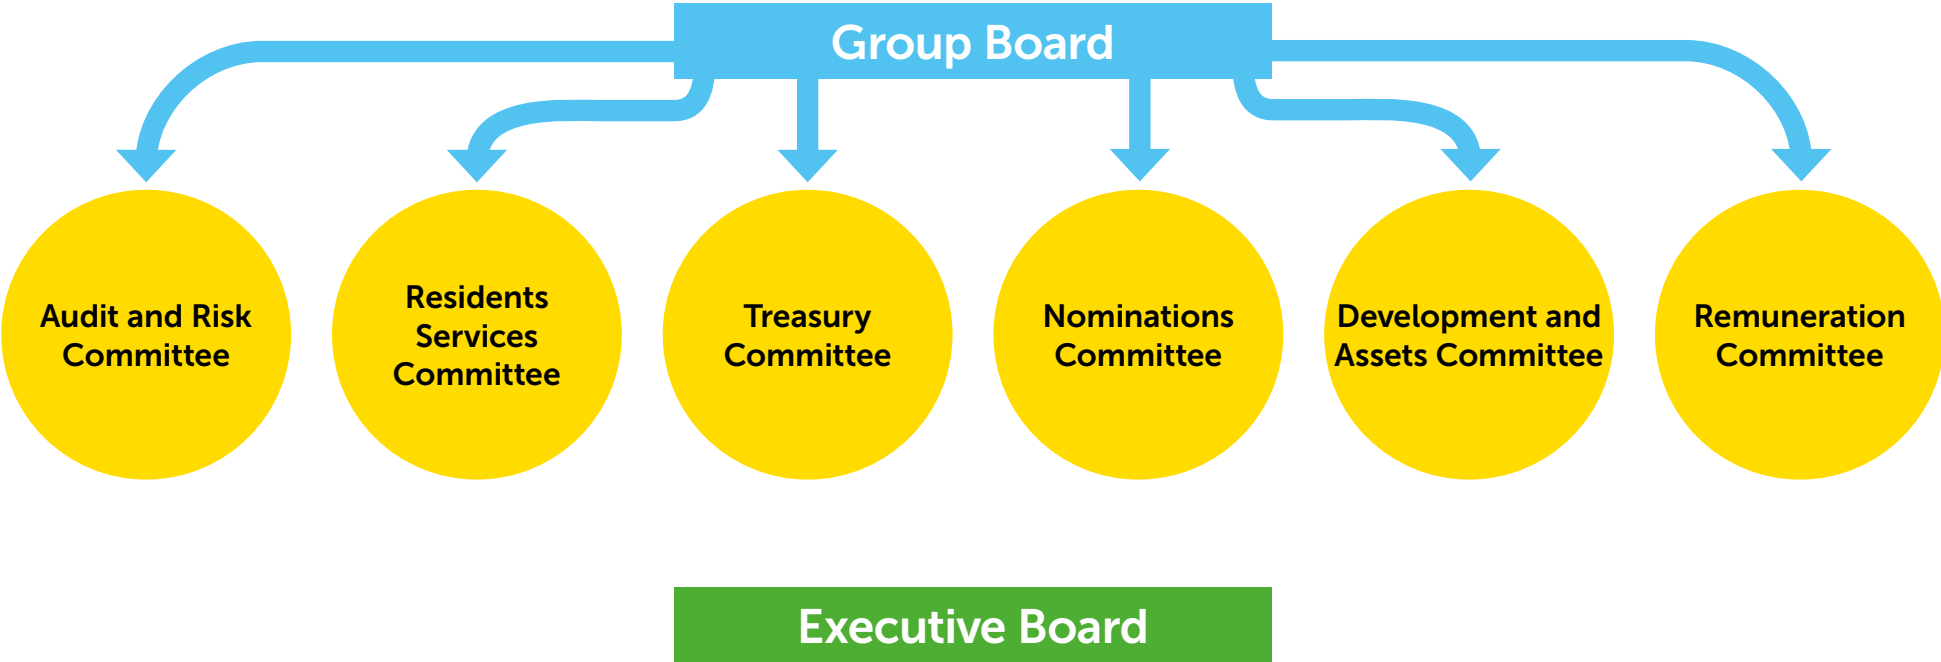 Group Board
Audit and Risk
Committee
Residents
Services
Committee
Treasury
Committee
Nominations
Committee
Development and
Assets Committee
Remuneration
Committee
Executive Board